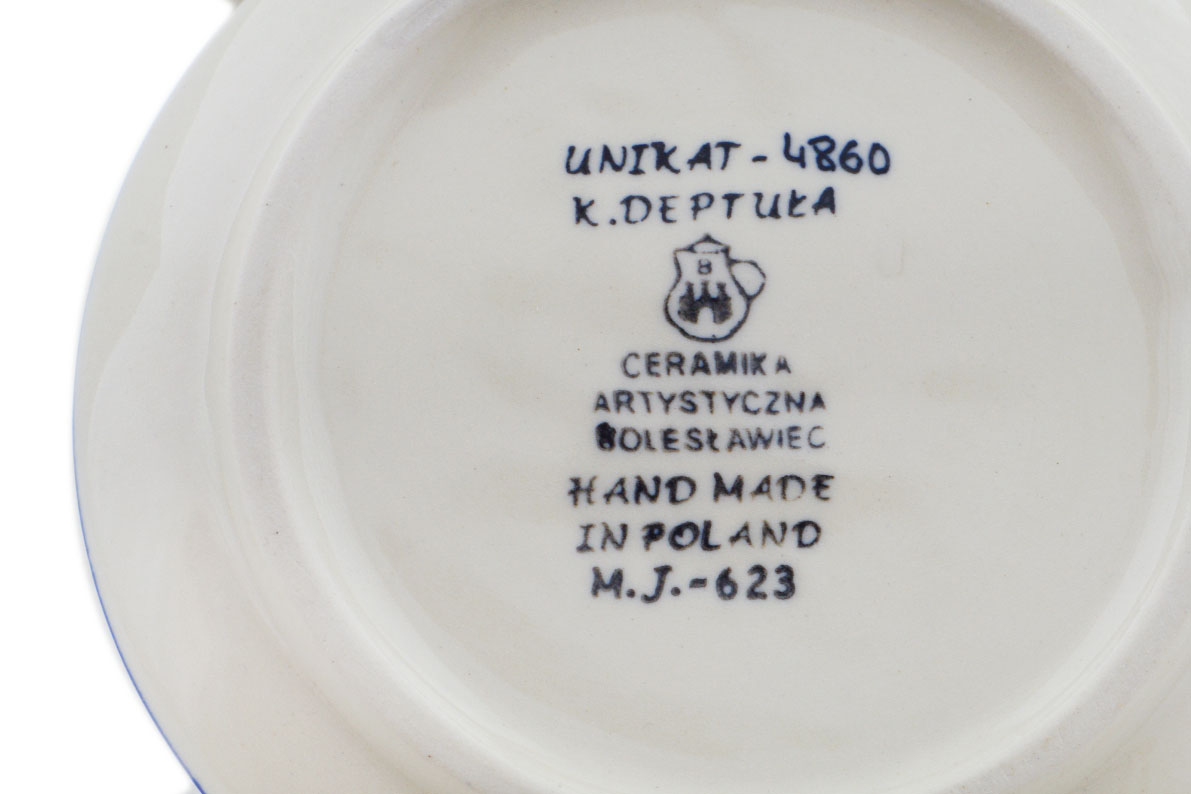 UNIKAT - 4860
K. DEPTUŁA
B
CERAMIKA
ARTYSTYCZNA
BOLESŁAWIEC
HAND MADE
IN POLAND
M.J.-623